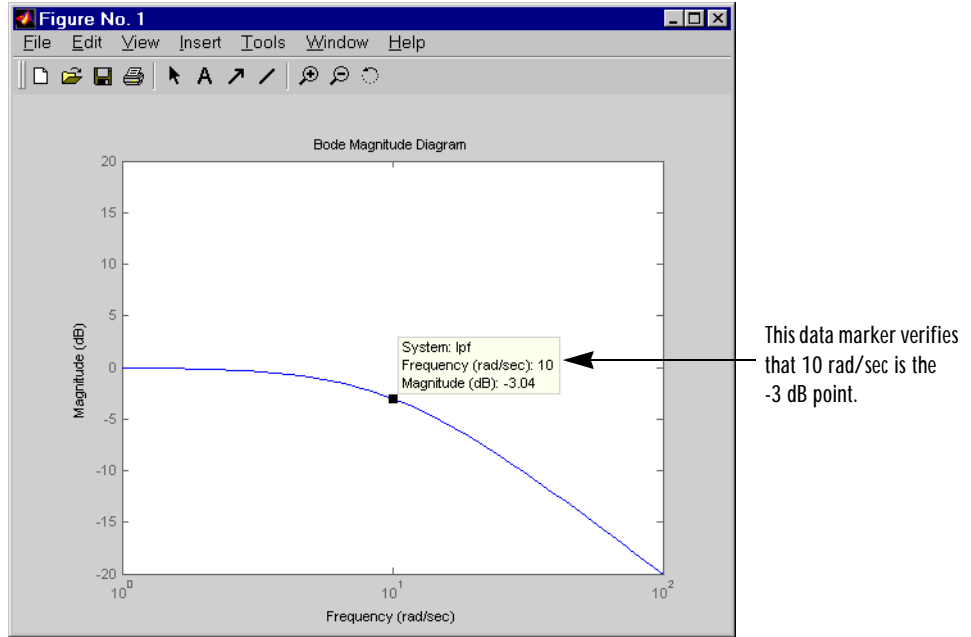 Figure No. 1
File Edit View Insert Tools Window Help
A
Bode Magnitude Diagram
20
15
10
5
0
-5
-10
-15
-20
Magnitude (dB)
System: lpf
Frequency (rad/sec): 10
Magnitude (dB): -3.04
10^0
10^1
10^2
Frequency (rad/sec)
This data marker verifies
that 10 rad/sec is the
-3 dB point.